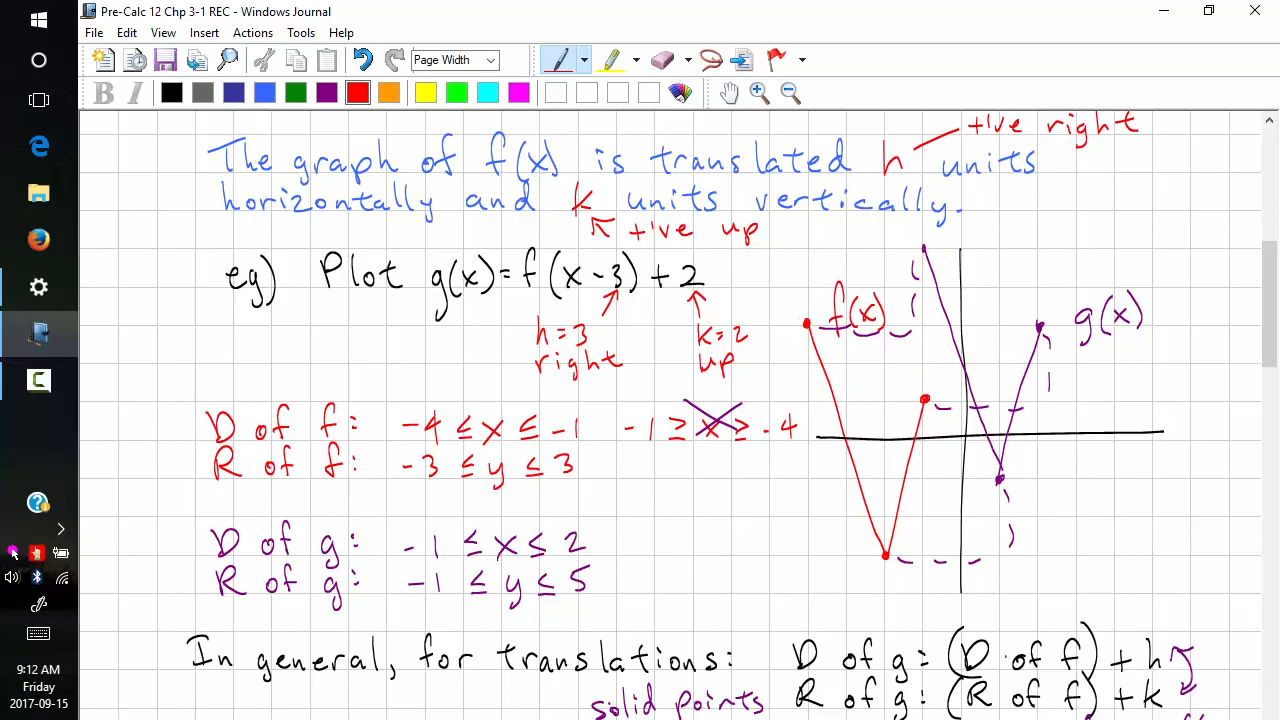 Pre-Calc 12 Chp 3-1 REC - Windows Journal
File Edit View Insert Actions Tools Help
Page Width
B I
+'ve right
The graph of f(x) is translated h units
horizontally and k units vertically.
+'ve up
eg) Plot g(x)=f(x-3)+2
h=3 k=2
right up
f(x) g(x)
D of f: -4 ≤ x ≤ -1 -1 ≥ x ≥ -4
R of f: -3 ≤ y ≤ 3
D of g: -1 ≤ x ≤ 2
R of g: -1 ≤ y ≤ 5
In general, for translations: D of g: (D of f) + h
solid points R of g: (R of f) + k
9:12 AM
Friday
2017-09-15